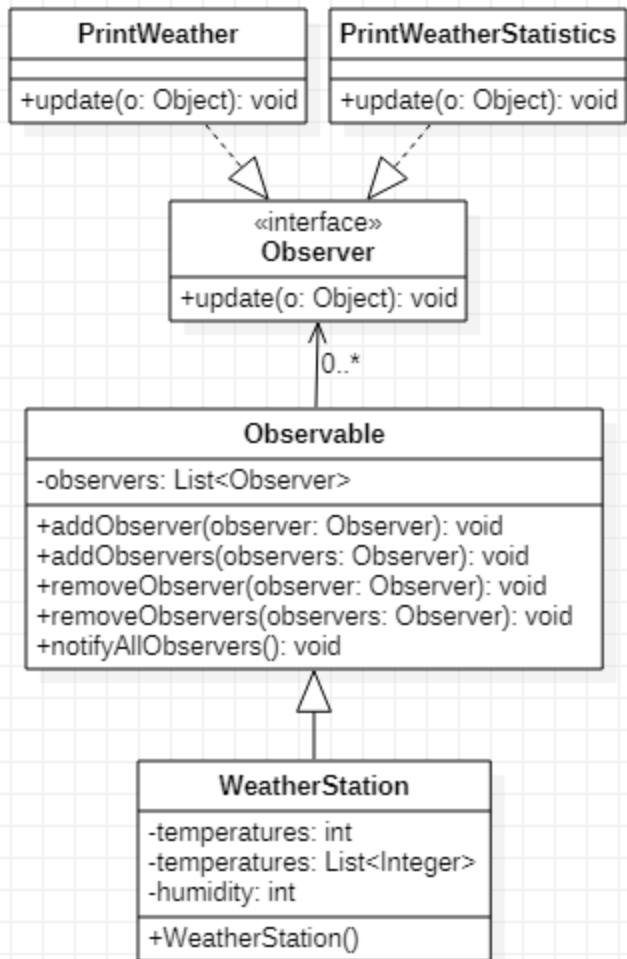 PrintWeather
+update(o: Object): void
PrintWeatherStatistics
+update(o: Object): void
«interface»
Observer
+update(o: Object): void
0..*
Observable
-observers: List<Observer>
+addObserver(observer: Observer): void
+addObservers(observers: Observer): void
+removeObserver(observer: Observer): void
+removeObservers(observers: Observer): void
+notifyAllObservers(): void
WeatherStation
-temperatures: int
-temperatures: List<Integer>
-humidity: int
+WeatherStation()